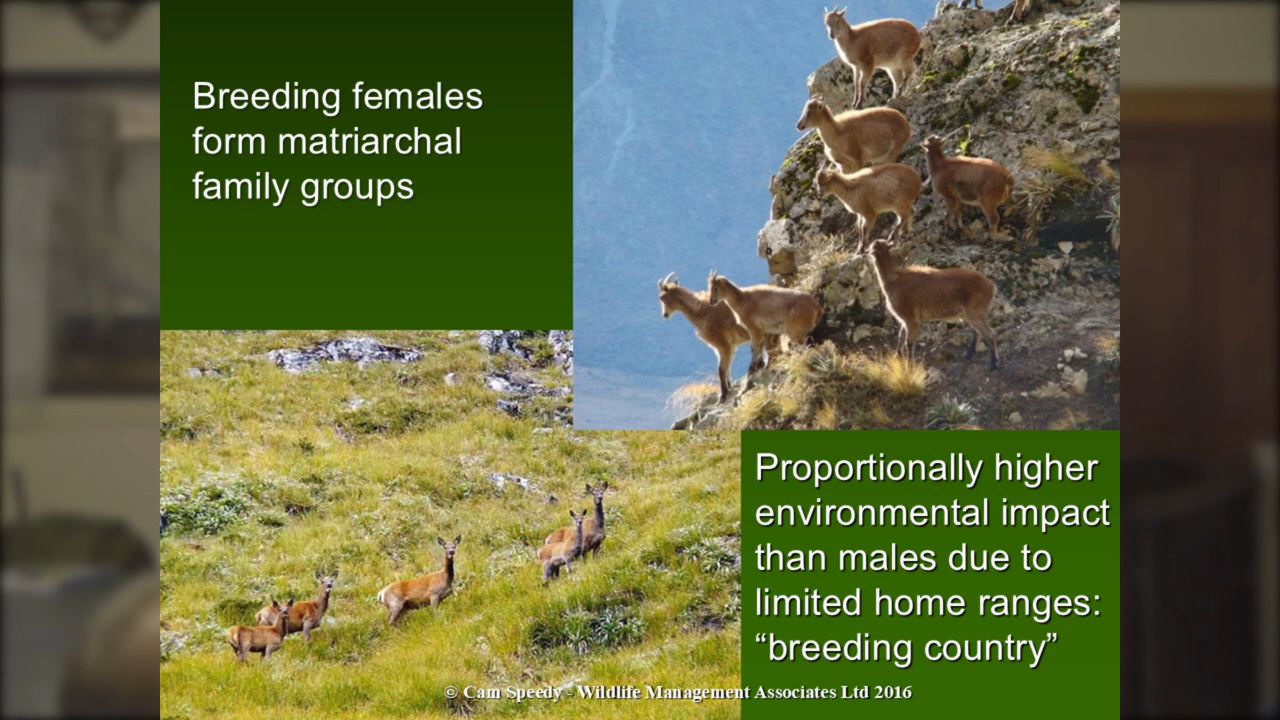 Breeding females
form matriarchal
family groups
Proportionally higher
environmental impact
than males due to
limited home ranges:
“breeding country”
© Cam Speedy - Wildlife Management Associates Ltd 2016